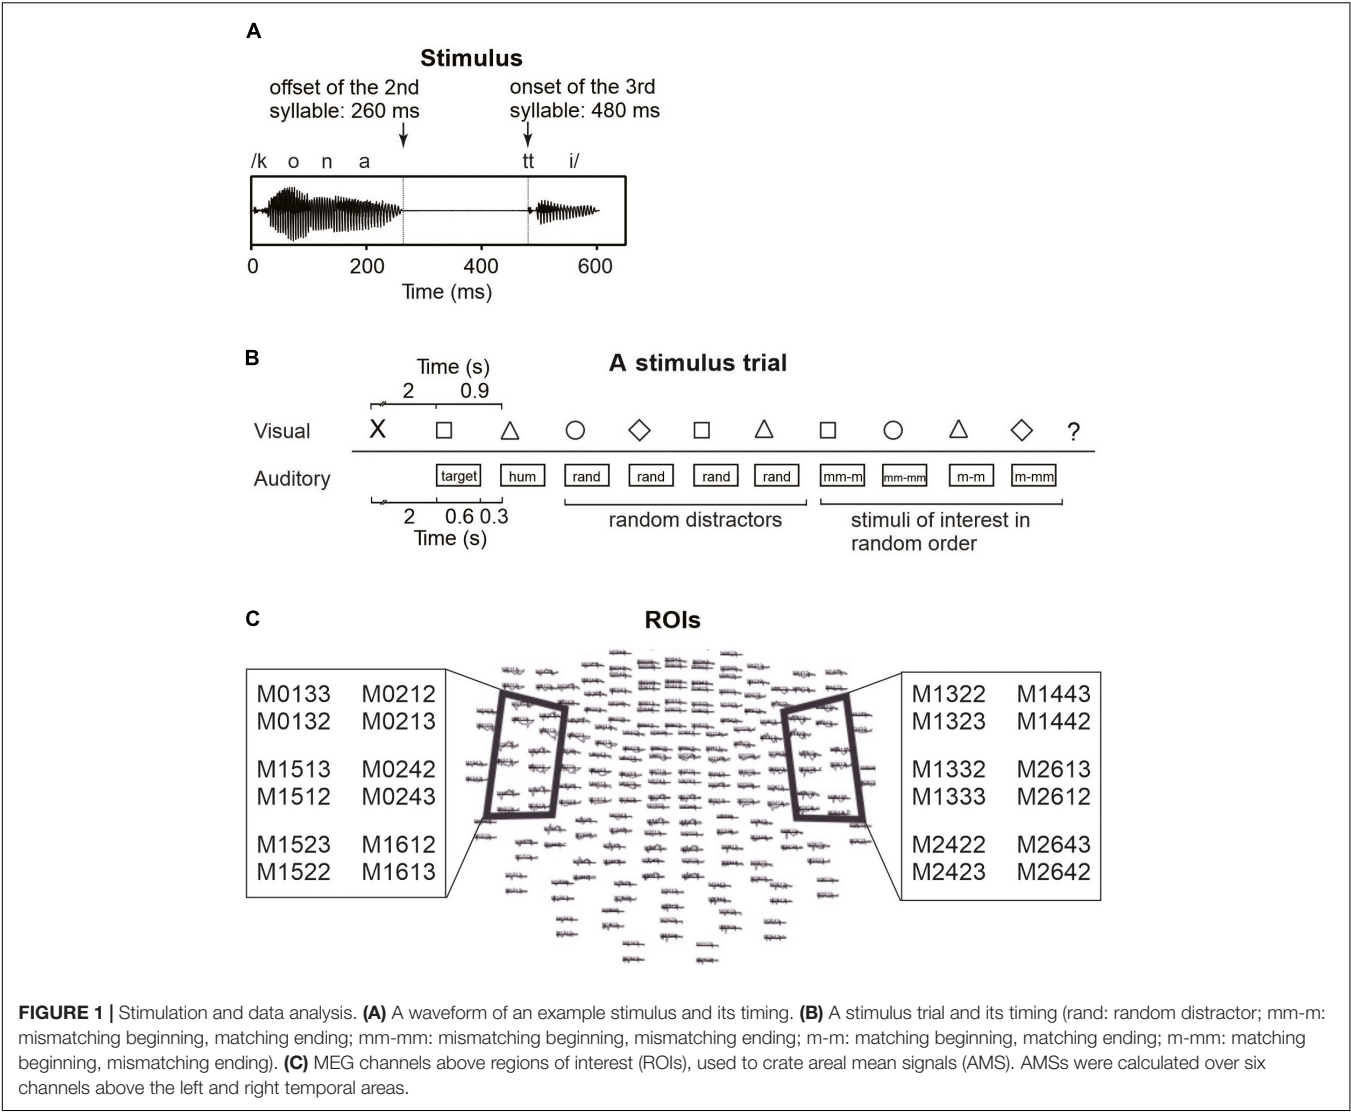 A
Stimulus
offset of the 2nd
syllable: 260 ms
onset of the 3rd
syllable: 480 ms
/k o n a tt i/
0 200 400 600
Time (ms)
B
A stimulus trial
Time (s)
2 0.9
Visual X ?
Auditory target hum rand rand rand rand mm-m mm-mm m-m m-mm
2 0.6 0.3
Time (s)
random distractors
stimuli of interest in
random order
C
ROIs
M0133 M0212
M0132 M0213
M1513 M0242
M1512 M0243
M1523 M1612
M1522 M1613
M1322 M1443
M1323 M1442
M1332 M2613
M1333 M2612
M2422 M2643
M2423 M2642
FIGURE 1 | Stimulation and data analysis. (A) A waveform of an example stimulus and its timing. (B) A stimulus trial and its timing (rand: random distractor; mm-m:
mismatching beginning, matching ending; mm-mm: mismatching beginning, mismatching ending; m-m: matching beginning, matching ending; m-mm: matching
beginning, mismatching ending). (C) MEG channels above regions of interest (ROIs), used to crate areal mean signals (AMS). AMSs were calculated over six
channels above the left and right temporal areas.